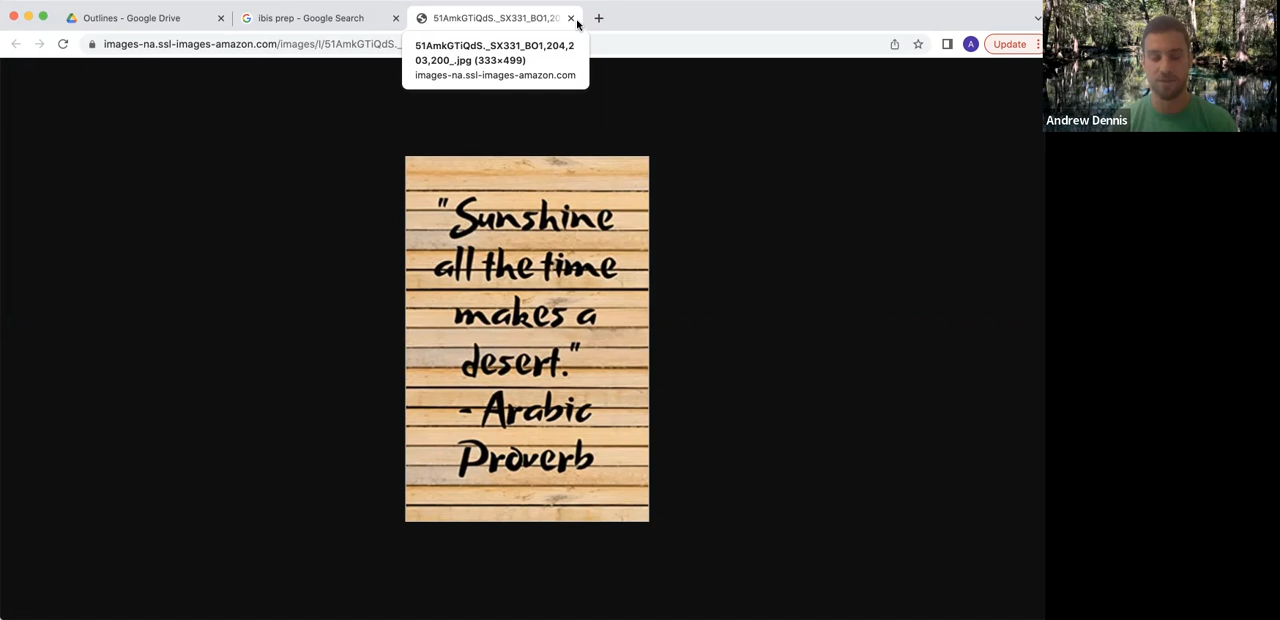 Outlines - Google Drive
ibis prep - Google Search
51AmkGTiQdS._SX331_BO1,20
images-na.ssl-images-amazon.com/images/I/51AmkGTiQdS._
A
Update
51AmkGTiQdS._SX331_BO1,204,2
03,200_.jpg (333×499)
images-na.ssl-images-amazon.com
Andrew Dennis
"Sunshine
all the time
makes a
desert."
- Arabic
Proverb